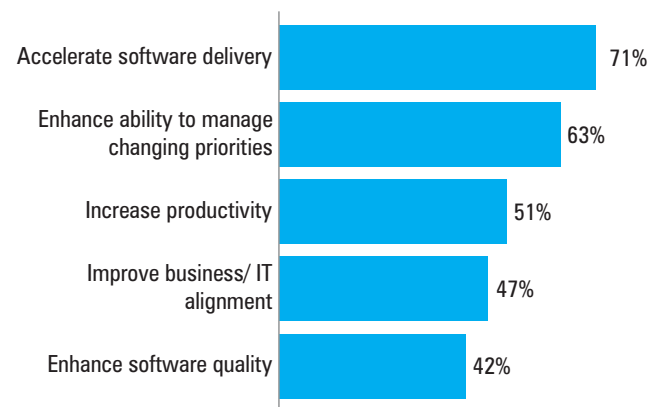 Accelerate software delivery
71%
Enhance ability to manage
changing priorities
63%
Increase productivity
51%
Improve business/ IT
alignment
47%
Enhance software quality
42%